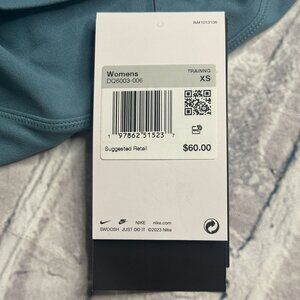 RM1013106
Womens
TRAINING
DQ6003-006
XS
1 97862 51523 7
Suggested Retail
$60.00
NIKE nike.com
SWOOSH JUST DO IT ©2023 Nike